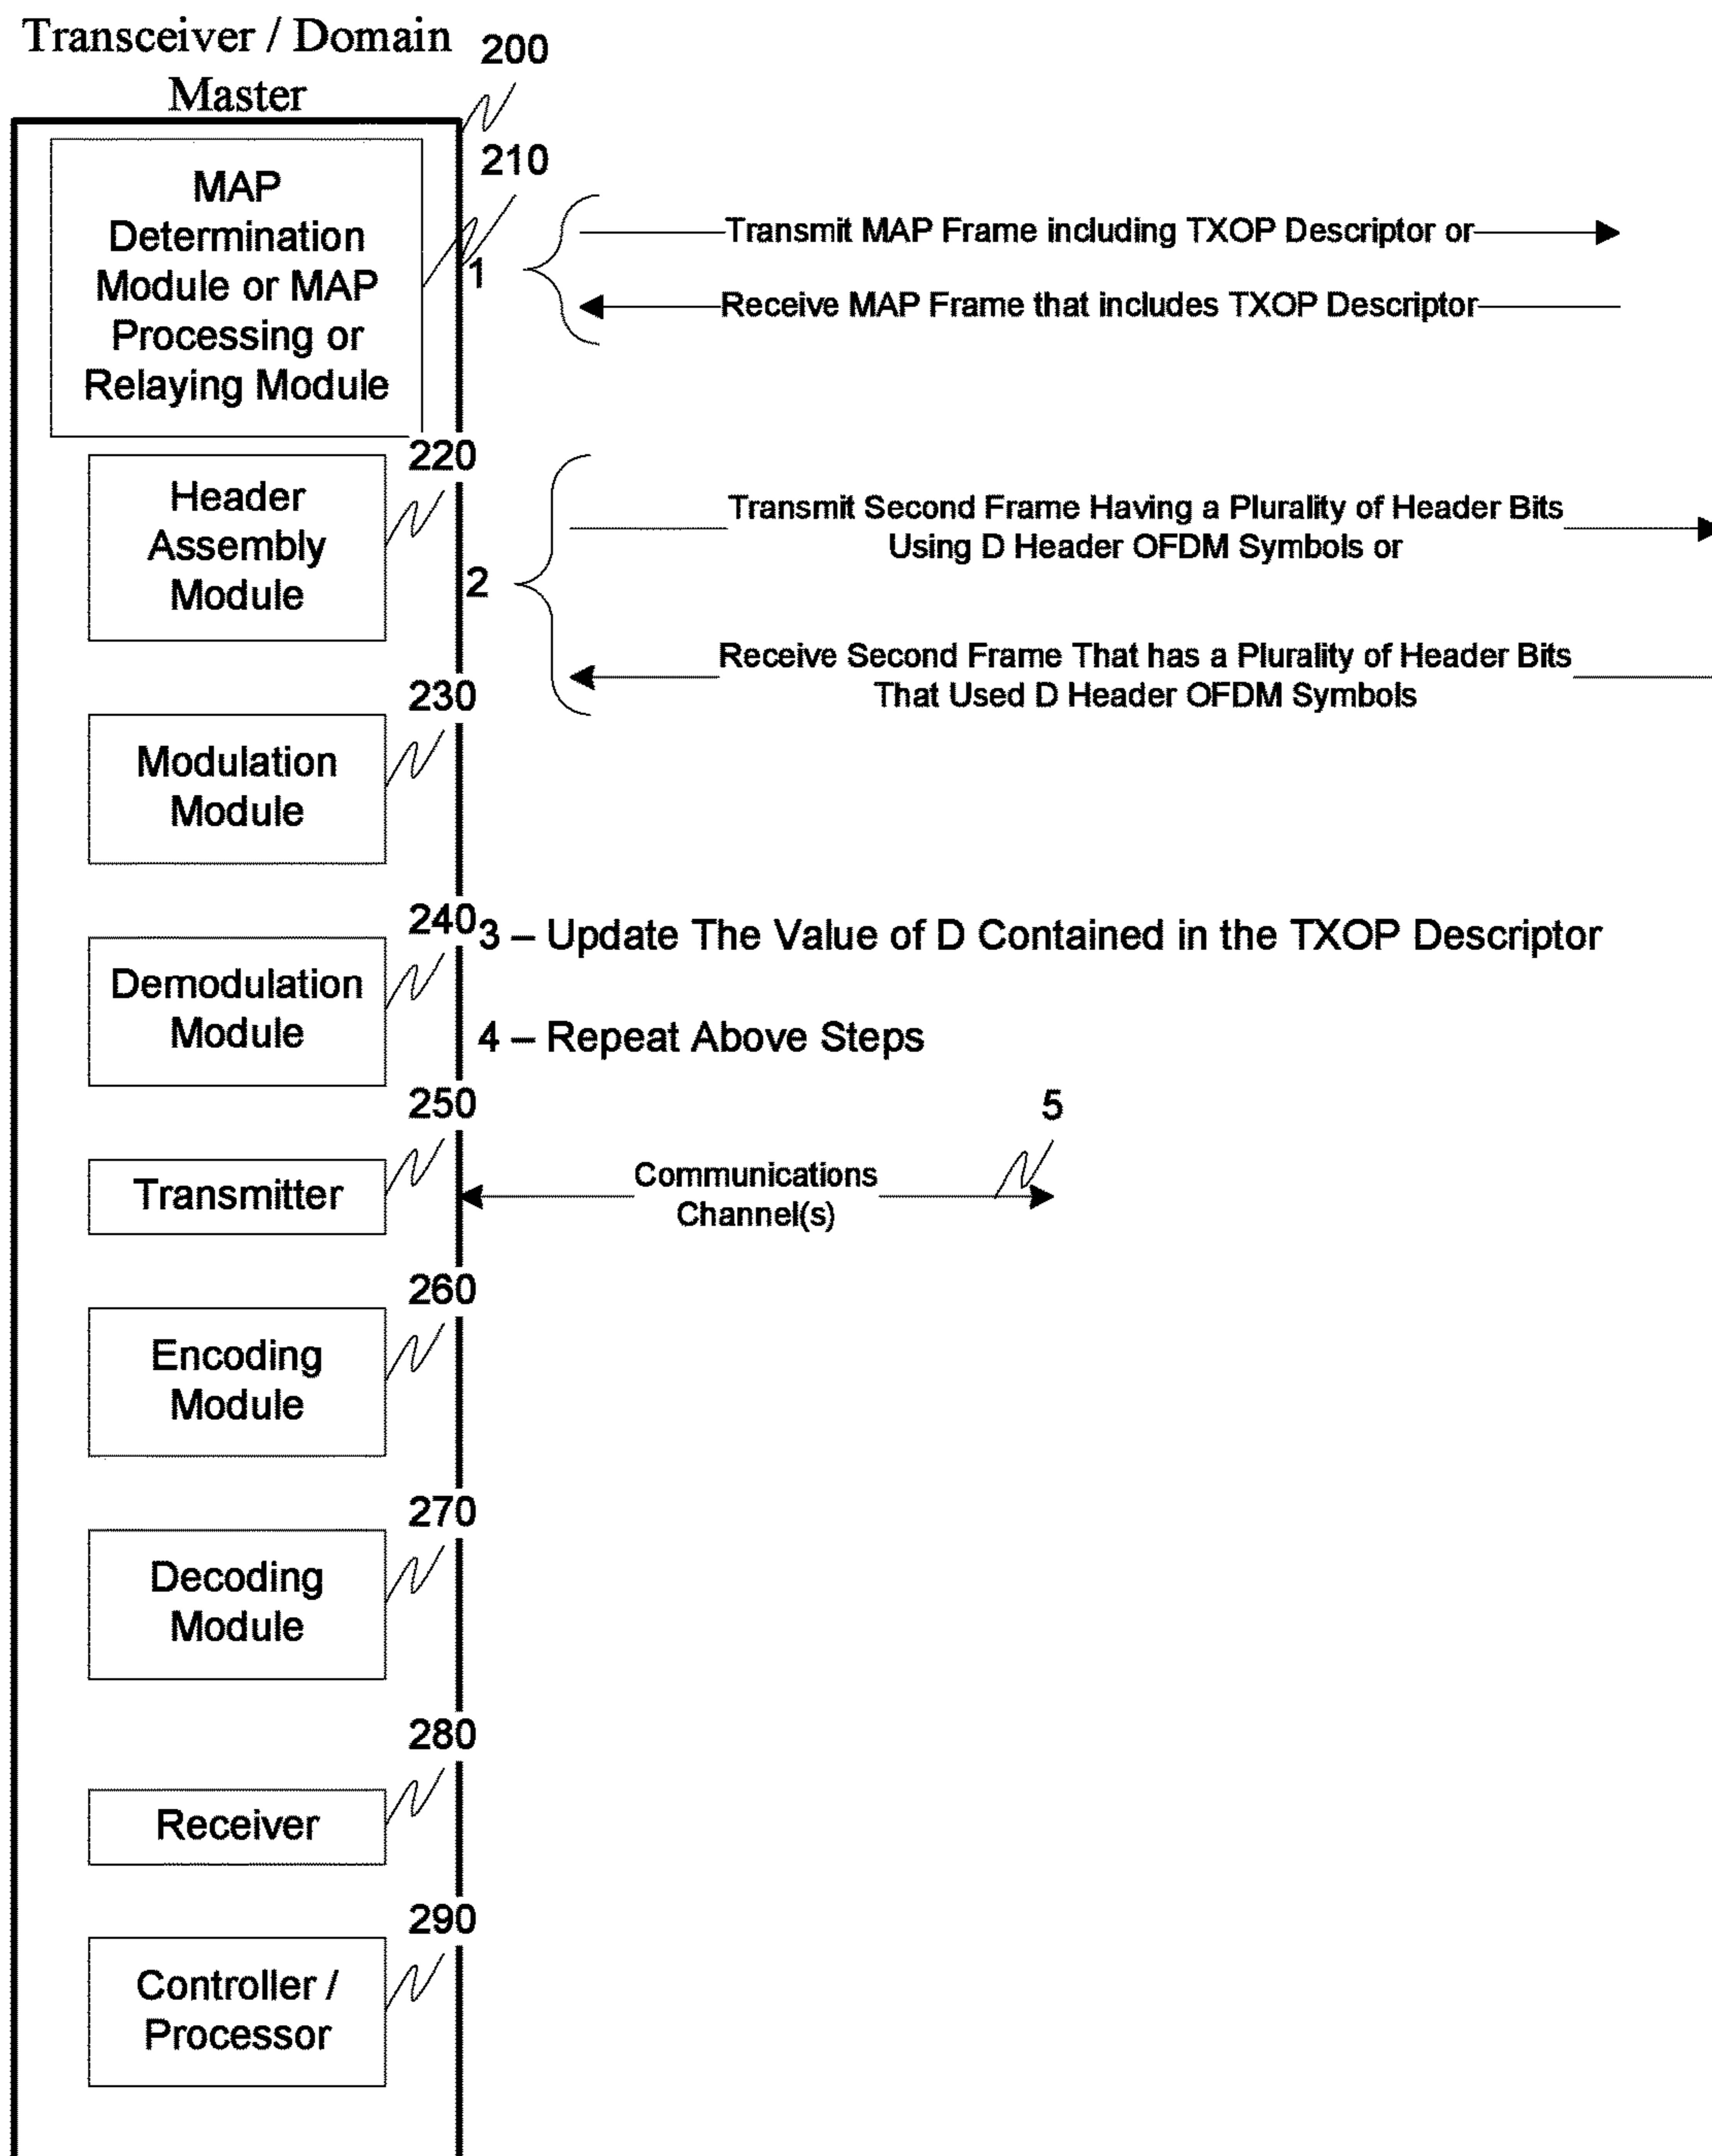 Transceiver / Domain
Master
200
210
MAP
Determination
Module or MAP
Processing or
Relaying Module
1
Transmit MAP Frame including TXOP Descriptor or
Receive MAP Frame that includes TXOP Descriptor
220
Header
Assembly
Module
2
Transmit Second Frame Having a Plurality of Header Bits
Using D Header OFDM Symbols or
Receive Second Frame That has a Plurality of Header Bits
That Used D Header OFDM Symbols
230
Modulation
Module
240
3 – Update The Value of D Contained in the TXOP Descriptor
Demodulation
Module
4 – Repeat Above Steps
250
5
Transmitter
Communications
Channel(s)
260
Encoding
Module
270
Decoding
Module
280
Receiver
290
Controller /
Processor